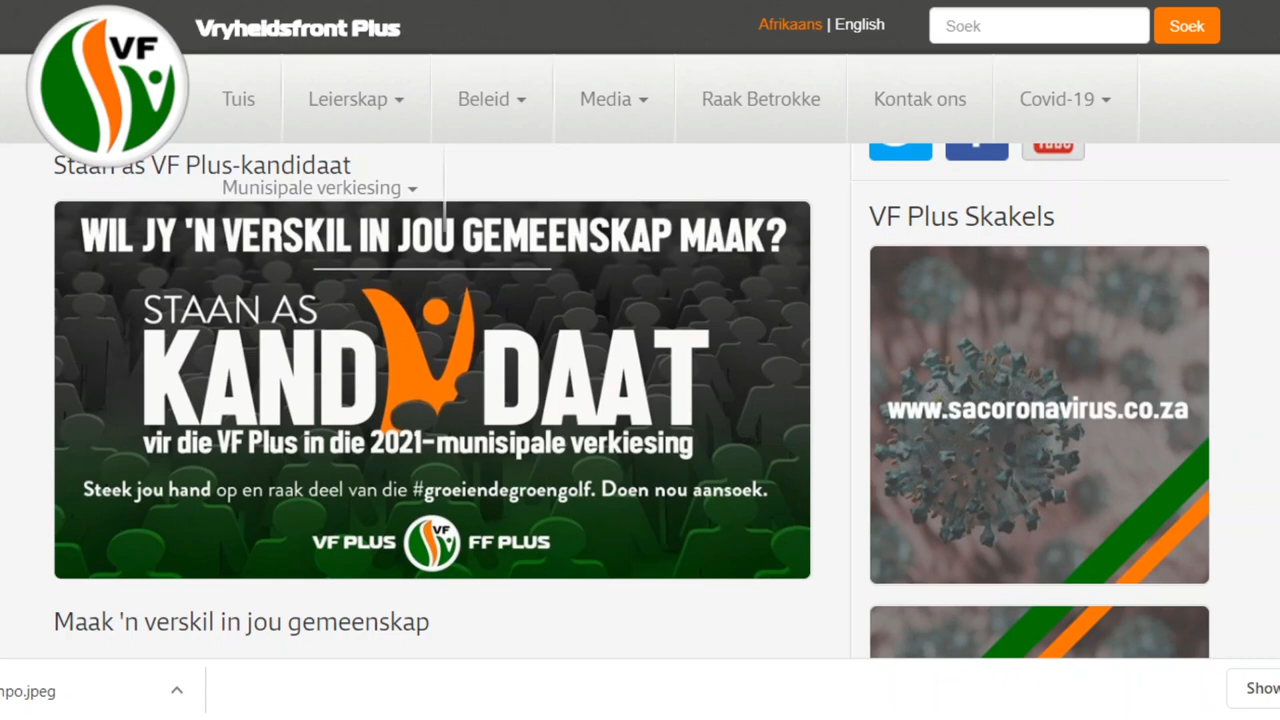 Vryheidsfront Plus
Afrikaans | English
Soek
Soek
VF
Tuis
Leierskap
Beleid
Media
Raak Betrokke
Kontak ons
Covid-19
Munisipale verkiesing
Staan as VF Plus-kandidaat
WIL JY 'N VERSKIL IN JOU GEMEENSKAP MAAK?
STAAN AS
KANDIDAAT
vir die VF Plus in die 2021-munisipale verkiesing
Steek jou hand op en raak deel van die #groeiendegroengolf. Doen nou aansoek.
VF PLUS VF FF PLUS
Maak 'n verskil in jou gemeenskap
VF Plus Skakels
www.sacoronavirus.co.za
npo.jpeg
Show